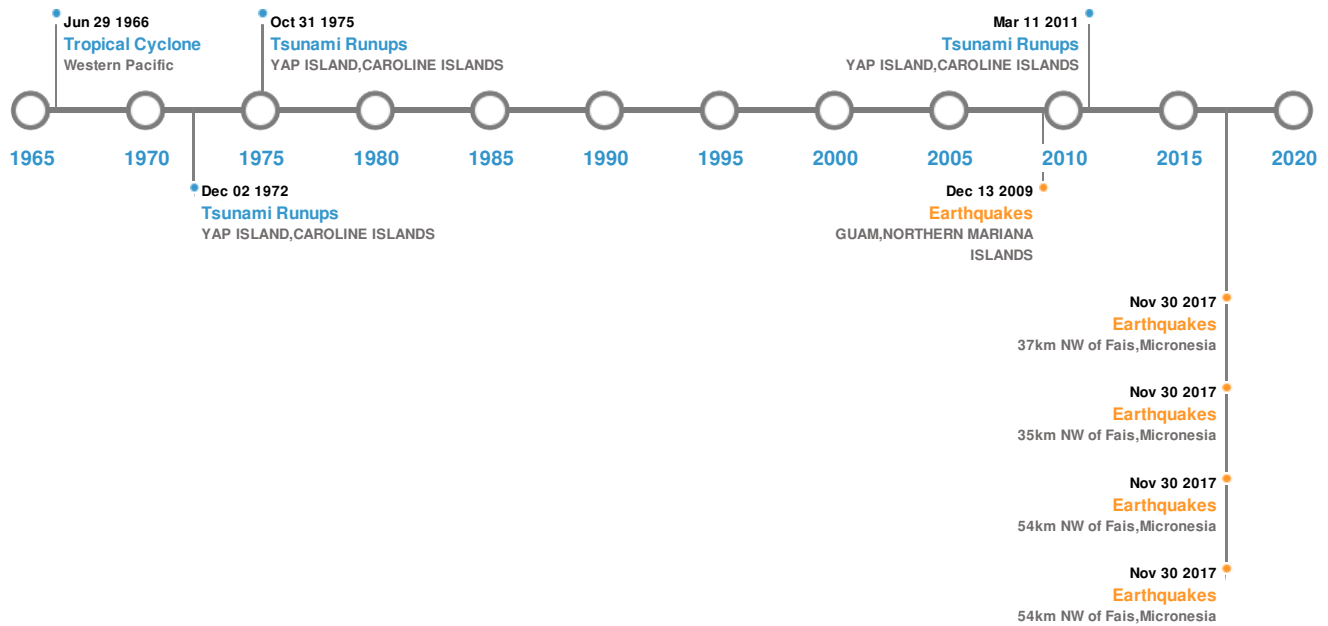 Jun 29 1966
Tropical Cyclone
Western Pacific
Oct 31 1975
Tsunami Runups
YAP ISLAND,CAROLINE ISLANDS
Mar 11 2011
Tsunami Runups
YAP ISLAND,CAROLINE ISLANDS
1965 1970 1975 1980 1985 1990 1995 2000 2005 2010 2015 2020
Dec 02 1972
Tsunami Runups
YAP ISLAND,CAROLINE ISLANDS
Dec 13 2009
Earthquakes
GUAM,NORTHERN MARIANA
ISLANDS
Nov 30 2017
Earthquakes
37km NW of Fais,Micronesia
Nov 30 2017
Earthquakes
35km NW of Fais,Micronesia
Nov 30 2017
Earthquakes
54km NW of Fais,Micronesia
Nov 30 2017
Earthquakes
54km NW of Fais,Micronesia